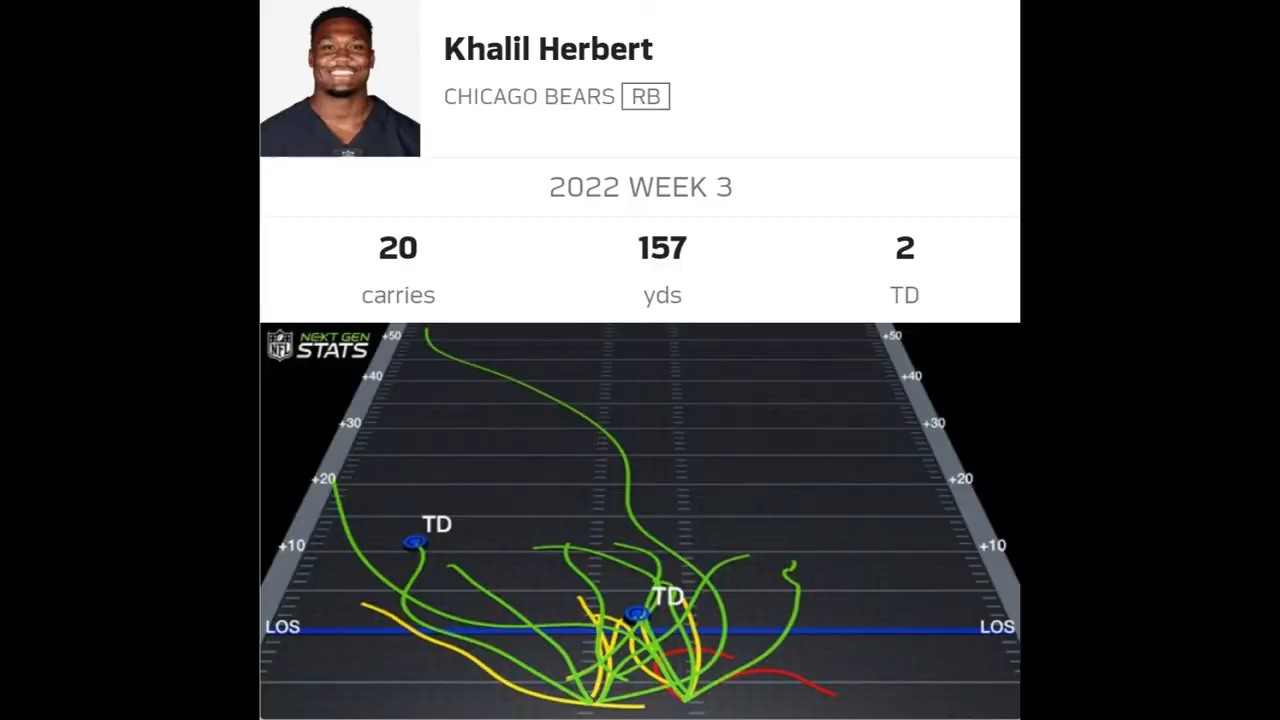 Khalil Herbert
CHICAGO BEARS RB
2022 WEEK 3
20 157 2
carries yds TD
NFL NEXT GEN STATS
+50 +50
+40 +40
+30 +30
+20 +20
TD
+10 +10
TD
LOS LOS